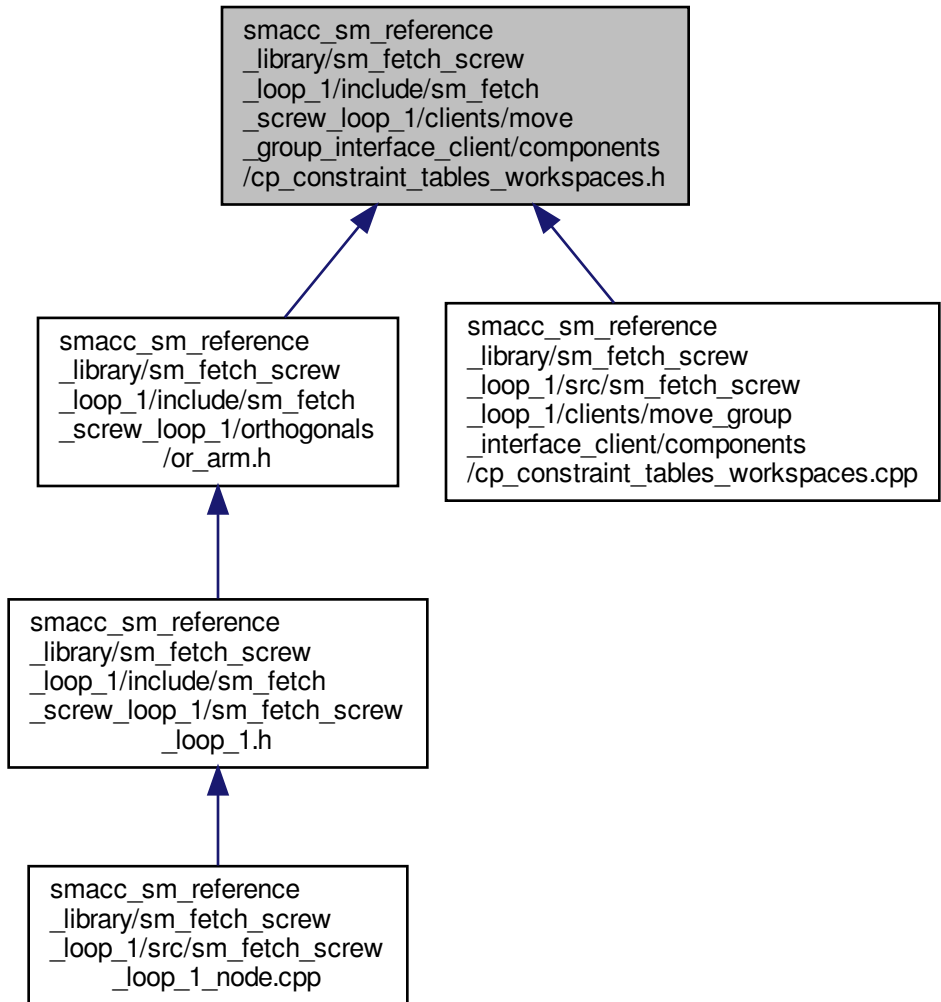 smacc_sm_reference
_library/sm_fetch_screw
_loop_1/include/sm_fetch
_screw_loop_1/clients/move
_group_interface_client/components
/cp_constraint_tables_workspaces.h
smacc_sm_reference
_library/sm_fetch_screw
_loop_1/include/sm_fetch
_screw_loop_1/orthogonals
/or_arm.h
smacc_sm_reference
_library/sm_fetch_screw
_loop_1/src/sm_fetch_screw
_loop_1/clients/move_group
_interface_client/components
/cp_constraint_tables_workspaces.cpp
smacc_sm_reference
_library/sm_fetch_screw
_loop_1/include/sm_fetch
_screw_loop_1/sm_fetch_screw
_loop_1.h
smacc_sm_reference
_library/sm_fetch_screw
_loop_1/src/sm_fetch_screw
_loop_1_node.cpp